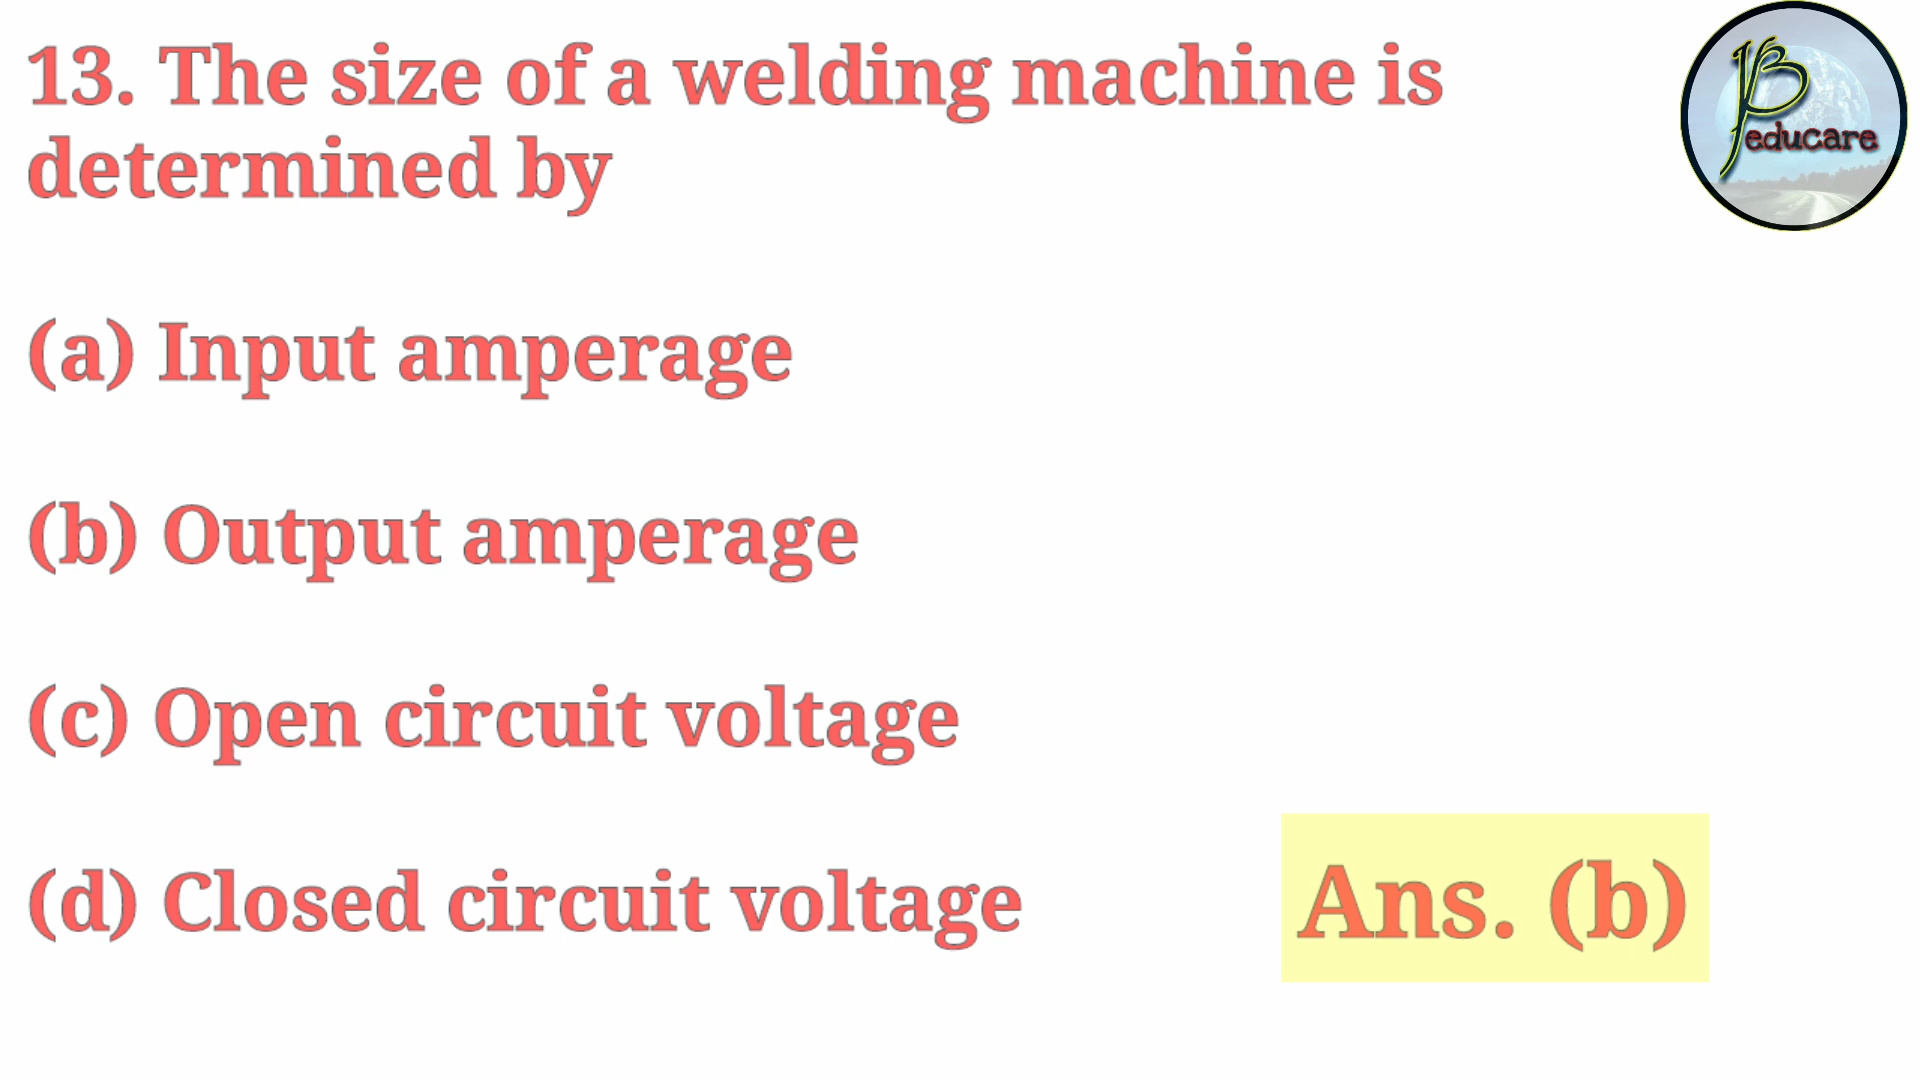 13. The size of a welding machine is
determined by
(a) Input amperage
(b) Output amperage
(c) Open circuit voltage
(d) Closed circuit voltage
Ans. (b)
educare